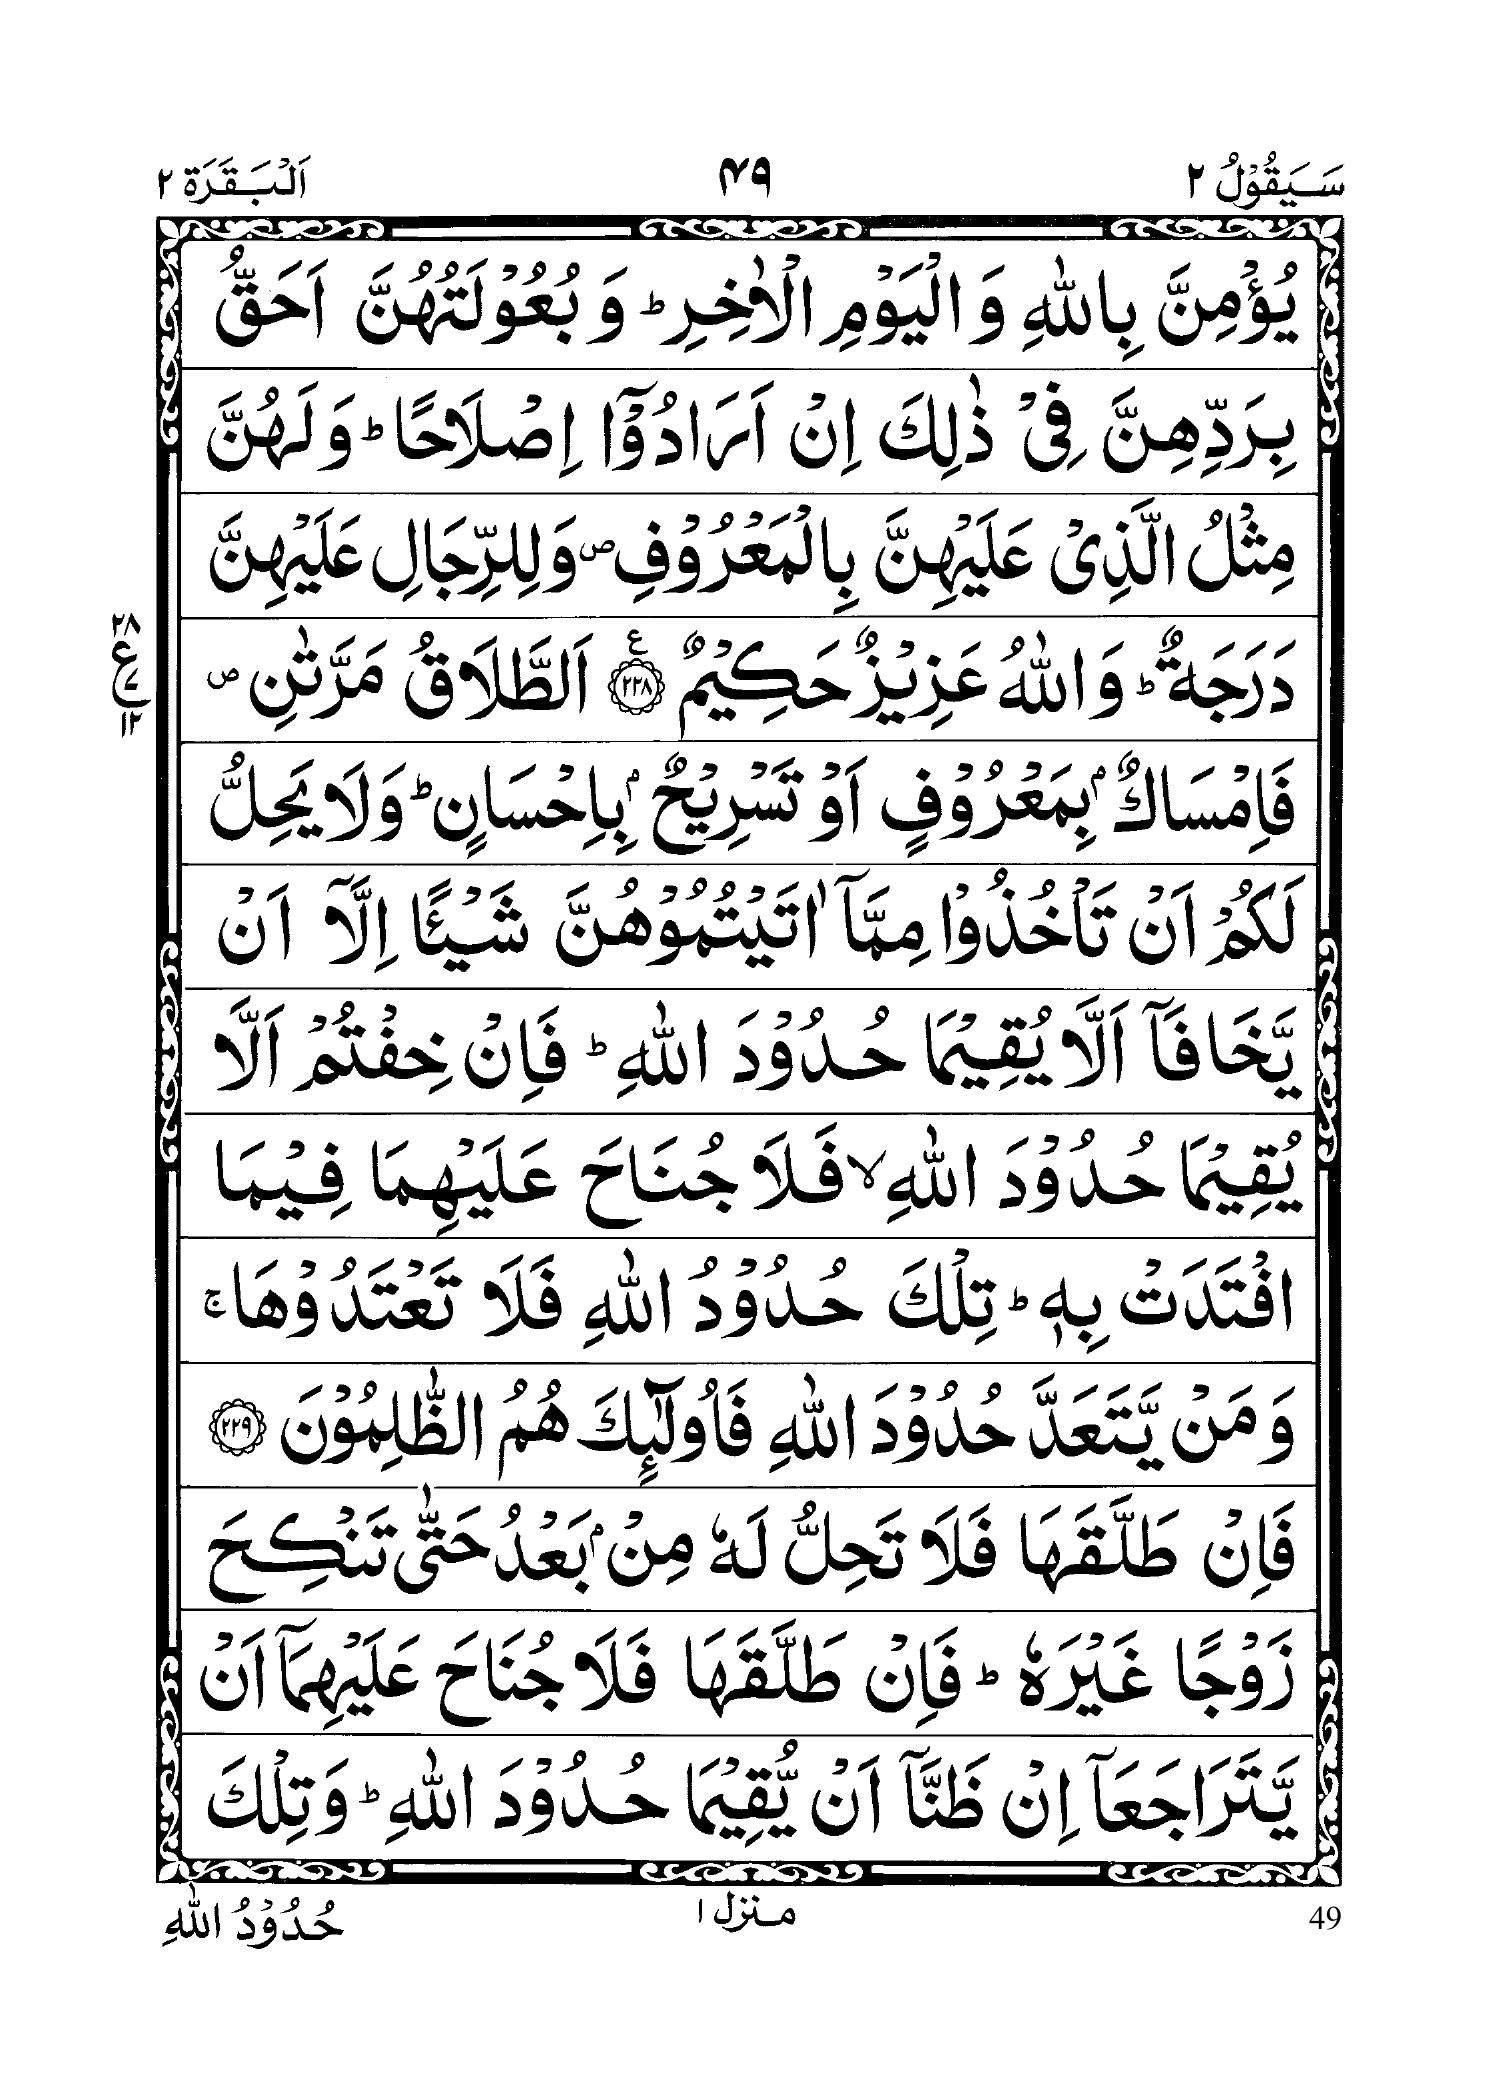 سَيَقُوْلُ ٢
٤٩
اَلْبَقَرَة ٢
يُؤْمِنَّ بِاللّٰهِ وَ الْيَوْمِ الْاٰخِرِ ؕ وَ بُعُوْلَتُهُنَّ اَحَقُّ
بِرَدِّهِنَّ فِىْ ذٰلِكَ اِنْ اَرَادُوْۤا اِصْلَاحًا ؕ وَ لَهُنَّ
مِثْلُ الَّذِىْ عَلَيْهِنَّ بِالْمَعْرُوْفِ ۪ وَ لِلرِّجَالِ عَلَيْهِنَّ
دَرَجَةٌ ؕ وَ اللّٰهُ عَزِيْزٌ حَكِيْمٌ ع ٢٢٨ اَلطَّلَاقُ مَرَّتٰنِ ۪
٢٨
ع
٧
١٢
فَاِمْسَاكٌۢ بِمَعْرُوْفٍ اَوْ تَسْرِيْحٌۢ بِاِحْسَانٍ ؕ وَ لَا يَحِلُّ
لَكُمْ اَنْ تَاْخُذُوْا مِمَّاۤ اٰتَيْتُمُوْهُنَّ شَيْـًٔا اِلَّاۤ اَنْ
يَّخَافَاۤ اَلَّا يُقِيْمَا حُدُوْدَ اللّٰهِ ؕ فَاِنْ خِفْتُمْ اَلَّا
يُقِيْمَا حُدُوْدَ اللّٰهِ ۙ فَلَا جُنَاحَ عَلَيْهِمَا فِيْمَا
افْتَدَتْ بِهٖ ؕ تِلْكَ حُدُوْدُ اللّٰهِ فَلَا تَعْتَدُوْهَا ۚ
وَ مَنْ يَّتَعَدَّ حُدُوْدَ اللّٰهِ فَاُولٰٓئِكَ هُمُ الظّٰلِمُوْنَ ٢٢٩
فَاِنْ طَلَّقَهَا فَلَا تَحِلُّ لَهٗ مِنْۢ بَعْدُ حَتّٰى تَنْكِحَ
زَوْجًا غَيْرَهٗ ؕ فَاِنْ طَلَّقَهَا فَلَا جُنَاحَ عَلَيْهِمَاۤ اَنْ
يَّتَرَاجَعَاۤ اِنْ ظَنَّاۤ اَنْ يُّقِيْمَا حُدُوْدَ اللّٰهِ ؕ وَ تِلْكَ
49
منزل ١
حُدُوْدُ اللّٰهِ